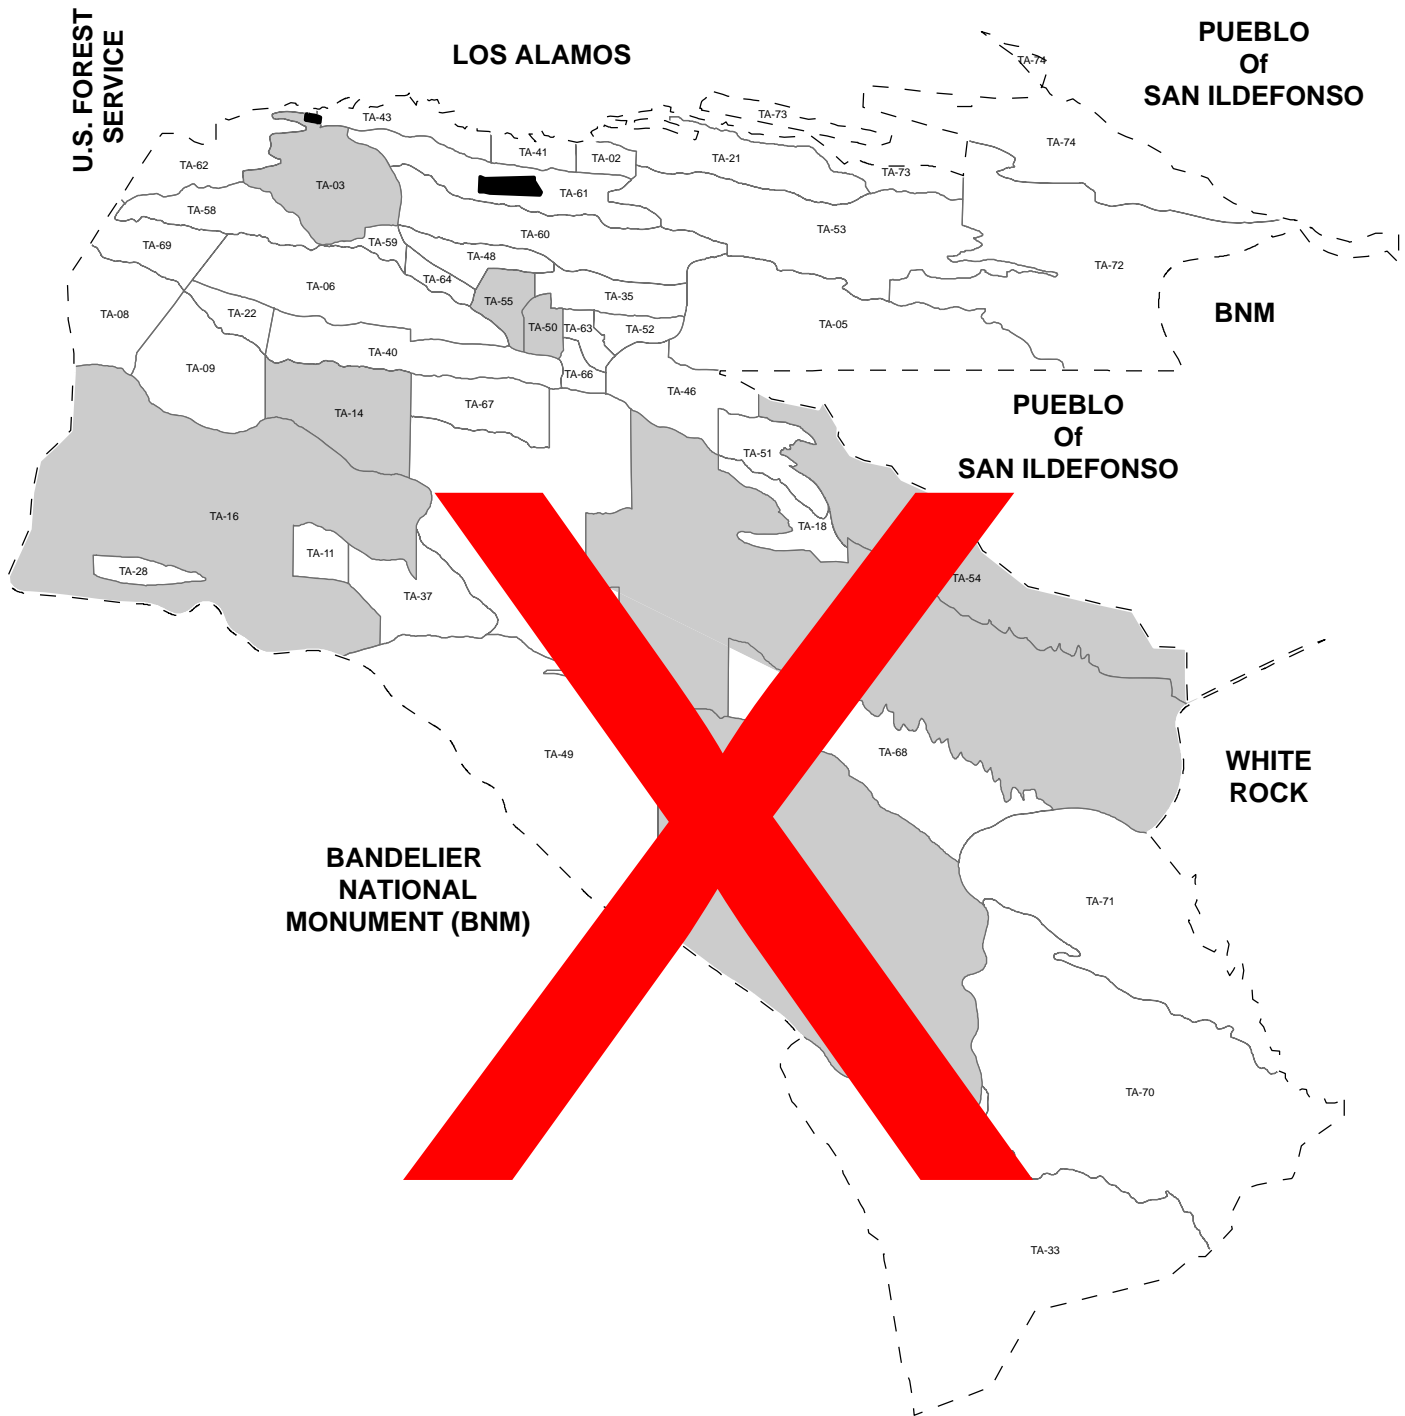 U.S. FOREST
SERVICE
LOS ALAMOS
PUEBLO
Of
SAN ILDEFONSO
TA-74
TA-43
TA-73
TA-74
TA-62
TA-41
TA-02
TA-21
TA-73
TA-03
TA-61
TA-58
TA-53
TA-69
TA-59
TA-60
TA-48
TA-72
TA-64
TA-06
TA-35
TA-55
TA-08
TA-22
TA-50
TA-63
TA-52
TA-05
BNM
TA-40
TA-09
TA-66
TA-46
TA-67
TA-14
PUEBLO
Of
SAN ILDEFONSO
TA-51
TA-16
TA-18
TA-11
TA-28
TA-54
TA-37
TA-49
TA-68
WHITE
ROCK
BANDELIER
NATIONAL
MONUMENT (BNM)
TA-71
TA-70
TA-33